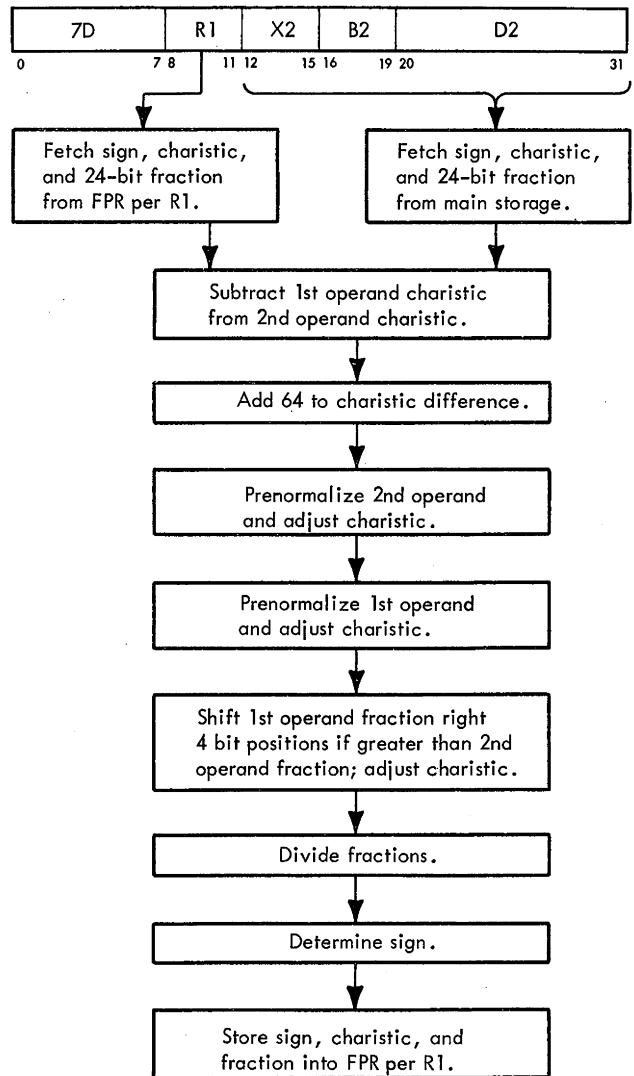 7D R1 X2 B2 D2
0 7 8 11 12 15 16 19 20 31
Fetch sign, charistic,
and 24-bit fraction
from FPR per R1.
Fetch sign, charistic,
and 24-bit fraction
from main storage.
Subtract 1st operand charistic
from 2nd operand charistic.
Add 64 to charistic difference.
Prenormalize 2nd operand
and adjust charistic.
Prenormalize 1st operand
and adjust charistic.
Shift 1st operand fraction right
4 bit positions if greater than 2nd
operand fraction; adjust charistic.
Divide fractions.
Determine sign.
Store sign, charistic, and
fraction into FPR per R1.